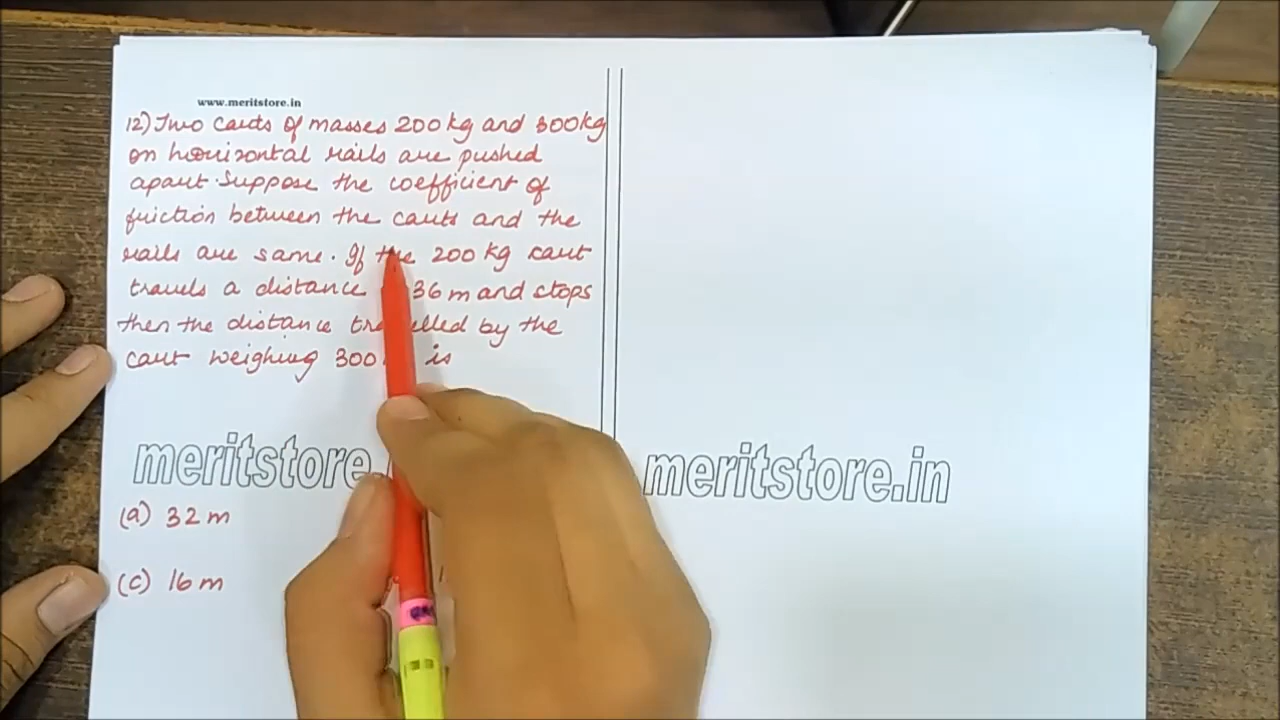 www.meritstore.in
12) Two carts of masses 200 kg and 300 kg
on horizontal rails are pushed
apart. Suppose the coefficient of
friction between the carts and the
rails are same. If the 200 kg cart
travels a distance 36 m and stops
then the distance travelled by the
cart weighing 300 is
meritstore.
meritstore.in
(a) 32 m
(c) 16 m